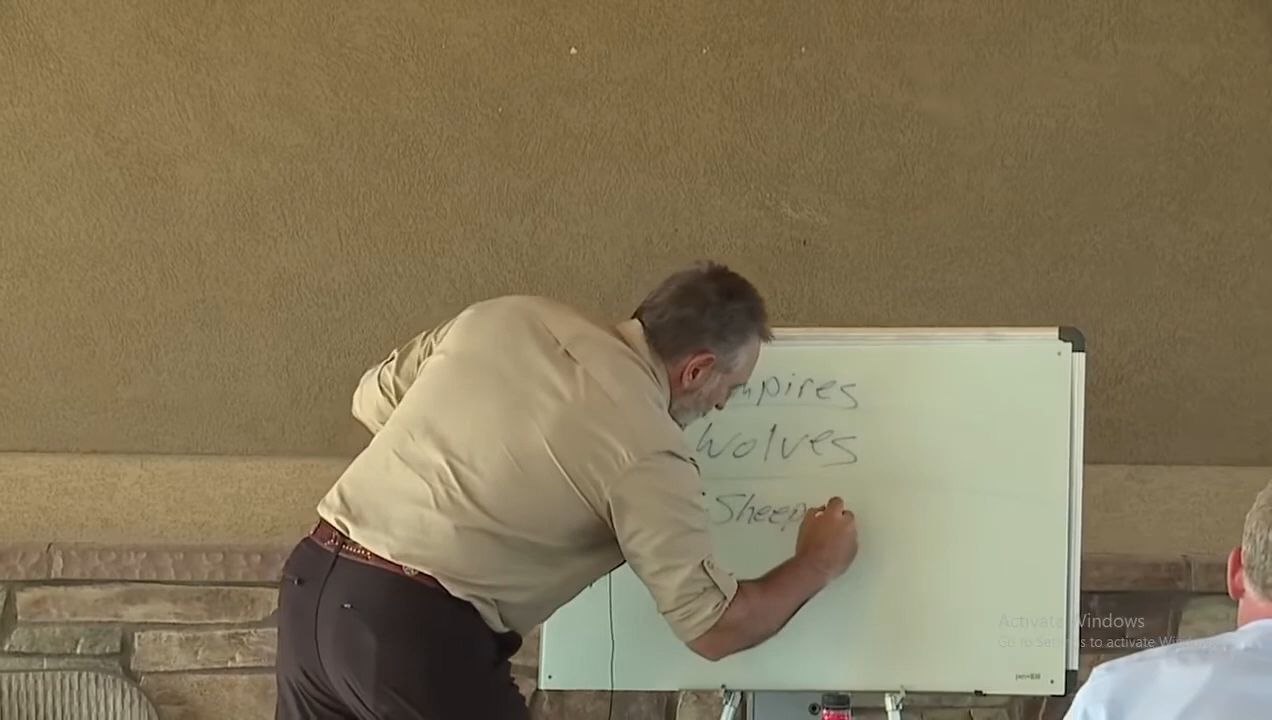 mpires
Wolves
Sheep
Activate Windows
Go to Settings to activate Windows.